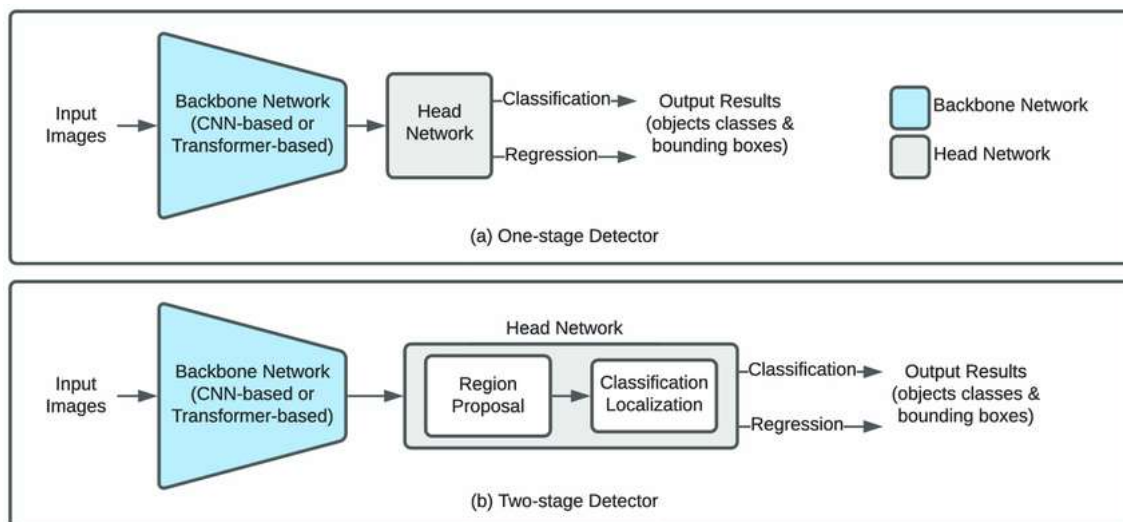 Input
Images
Backbone Network
(CNN-based or
Transformer-based)
Head
Network
Classification
Regression
Output Results
(objects classes &
bounding boxes)
Backbone Network
Head Network
(a) One-stage Detector
Input
Images
Backbone Network
(CNN-based or
Transformer-based)
Head Network
Region
Proposal
Classification
Localization
Classification
Regression
Output Results
(objects classes &
bounding boxes)
(b) Two-stage Detector